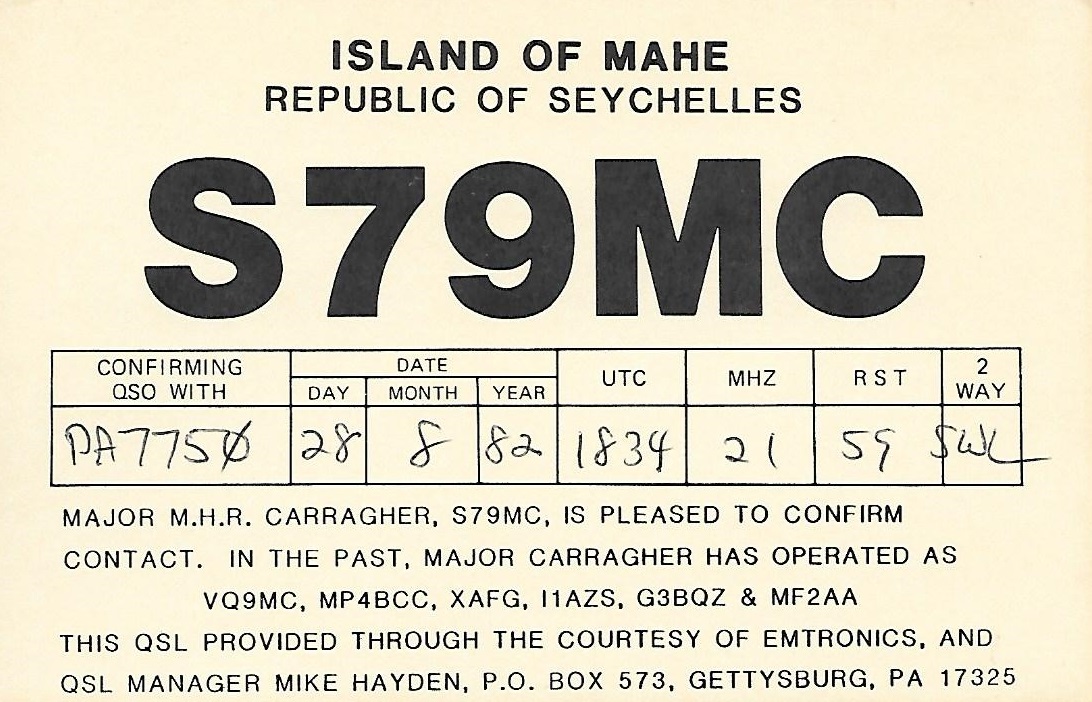 ISLAND OF MAHE
REPUBLIC OF SEYCHELLES
S79MC
CONFIRMING QSO WITH DATE DAY MONTH YEAR UTC MHZ RST 2 WAY
PA7750 28 8 82 1834 21 59 SWL
MAJOR M.H.R. CARRAGHER, S79MC, IS PLEASED TO CONFIRM
CONTACT. IN THE PAST, MAJOR CARRAGHER HAS OPERATED AS
VQ9MC, MP4BCC, XAFG, I1AZS, G3BQZ & MF2AA
THIS QSL PROVIDED THROUGH THE COURTESY OF EMTRONICS, AND
QSL MANAGER MIKE HAYDEN, P.O. BOX 573, GETTYSBURG, PA 17325